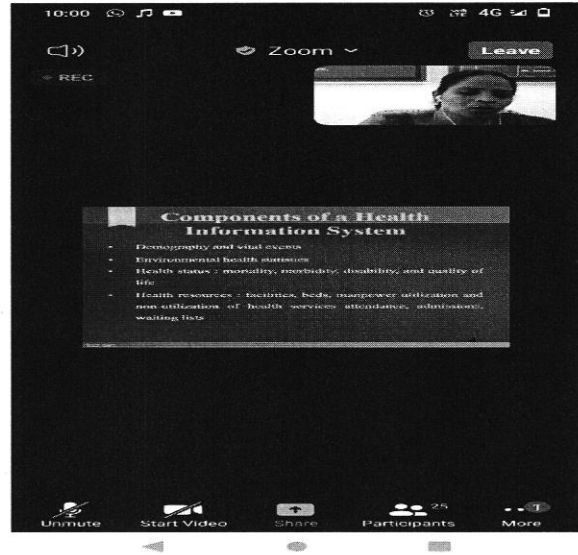 10:00
4G
Zoom
Leave
REC
Components of a Health
Information System
• Demography and vital events
• Environmental health statistics
• Health status : mortality, morbidity, disability, and quality of
life
• Health resources : facilities, beds, manpower utilization and
non-utilization of health services attendance, admissions,
waiting lists
Unmute
Start Video
Share
Participants
25
More
1